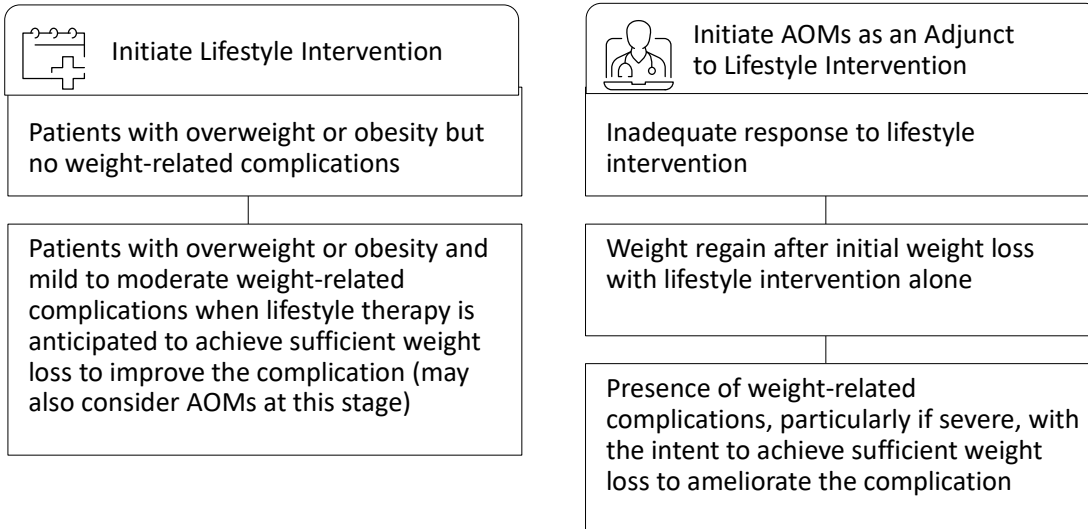 Initiate Lifestyle Intervention
Patients with overweight or obesity but
no weight-related complications
Patients with overweight or obesity and
mild to moderate weight-related
complications when lifestyle therapy is
anticipated to achieve sufficient weight
loss to improve the complication (may
also consider AOMs at this stage)
Initiate AOMs as an Adjunct
to Lifestyle Intervention
Inadequate response to lifestyle
intervention
Weight regain after initial weight loss
with lifestyle intervention alone
Presence of weight-related
complications, particularly if severe, with
the intent to achieve sufficient weight
loss to ameliorate the complication